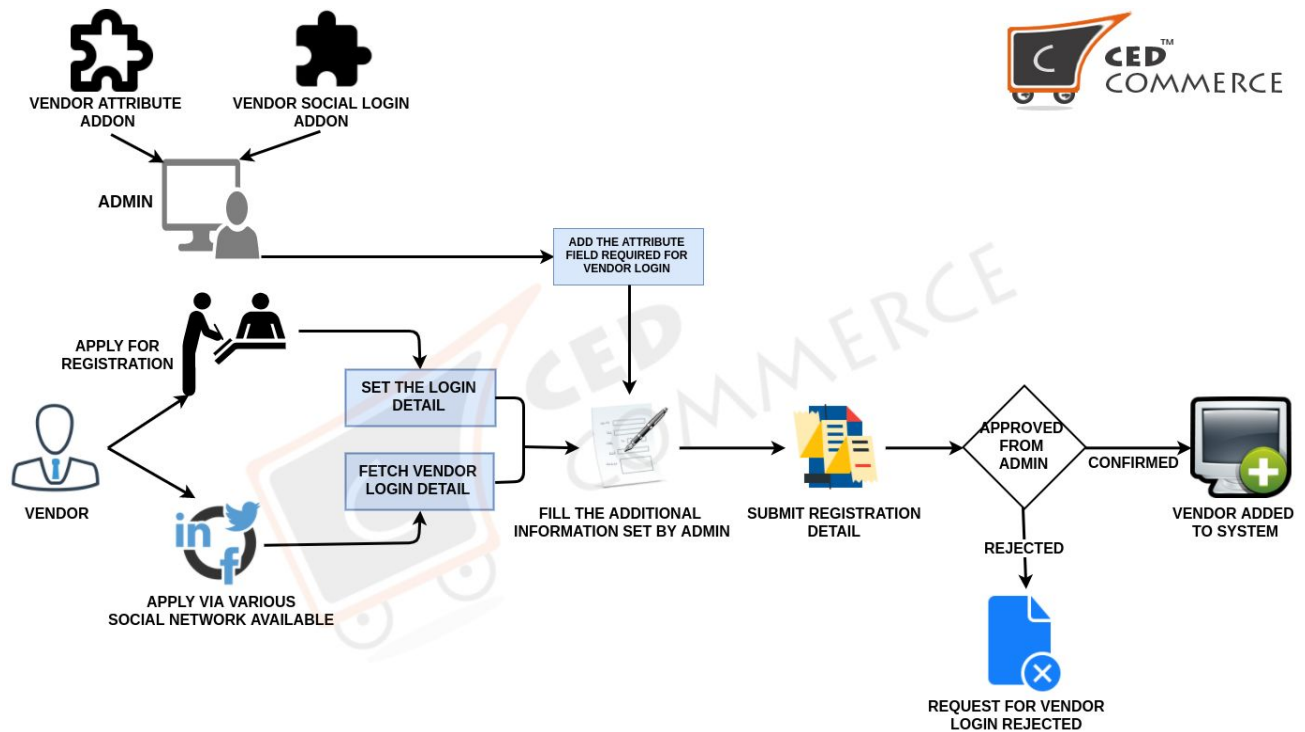 VENDOR ATTRIBUTE
ADDON
VENDOR SOCIAL LOGIN
ADDON
C
CED™
COMMERCE
ADMIN
ADD THE ATTRIBUTE
FIELD REQUIRED FOR
VENDOR LOGIN
APPLY FOR
REGISTRATION
SET THE LOGIN
DETAIL
FETCH VENDOR
LOGIN DETAIL
VENDOR
in
f
APPLY VIA VARIOUS
SOCIAL NETWORK AVAILABLE
FILL THE ADDITIONAL
INFORMATION SET BY ADMIN
SUBMIT REGISTRATION
DETAIL
APPROVED
FROM
ADMIN
CONFIRMED
VENDOR ADDED
TO SYSTEM
REJECTED
REQUEST FOR VENDOR
LOGIN REJECTED
C
CED
COMMERCE